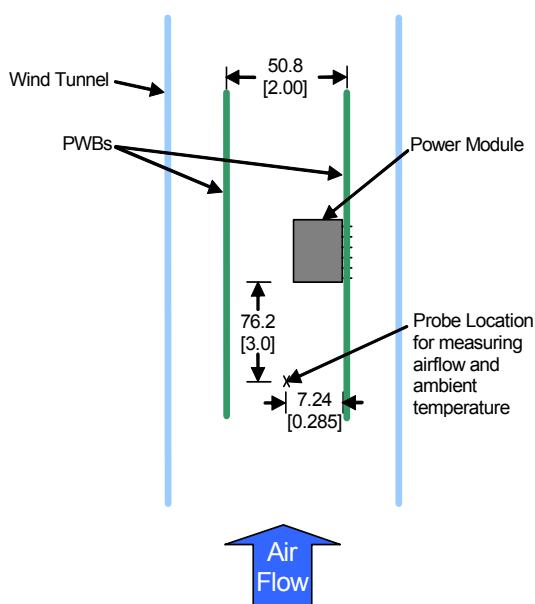 50.8
[2.00]
Wind Tunnel
PWBs
Power Module
76.2
[3.0]
Probe Location
for measuring
airflow and
ambient
temperature
7.24
[0.285]
x
Air
Flow